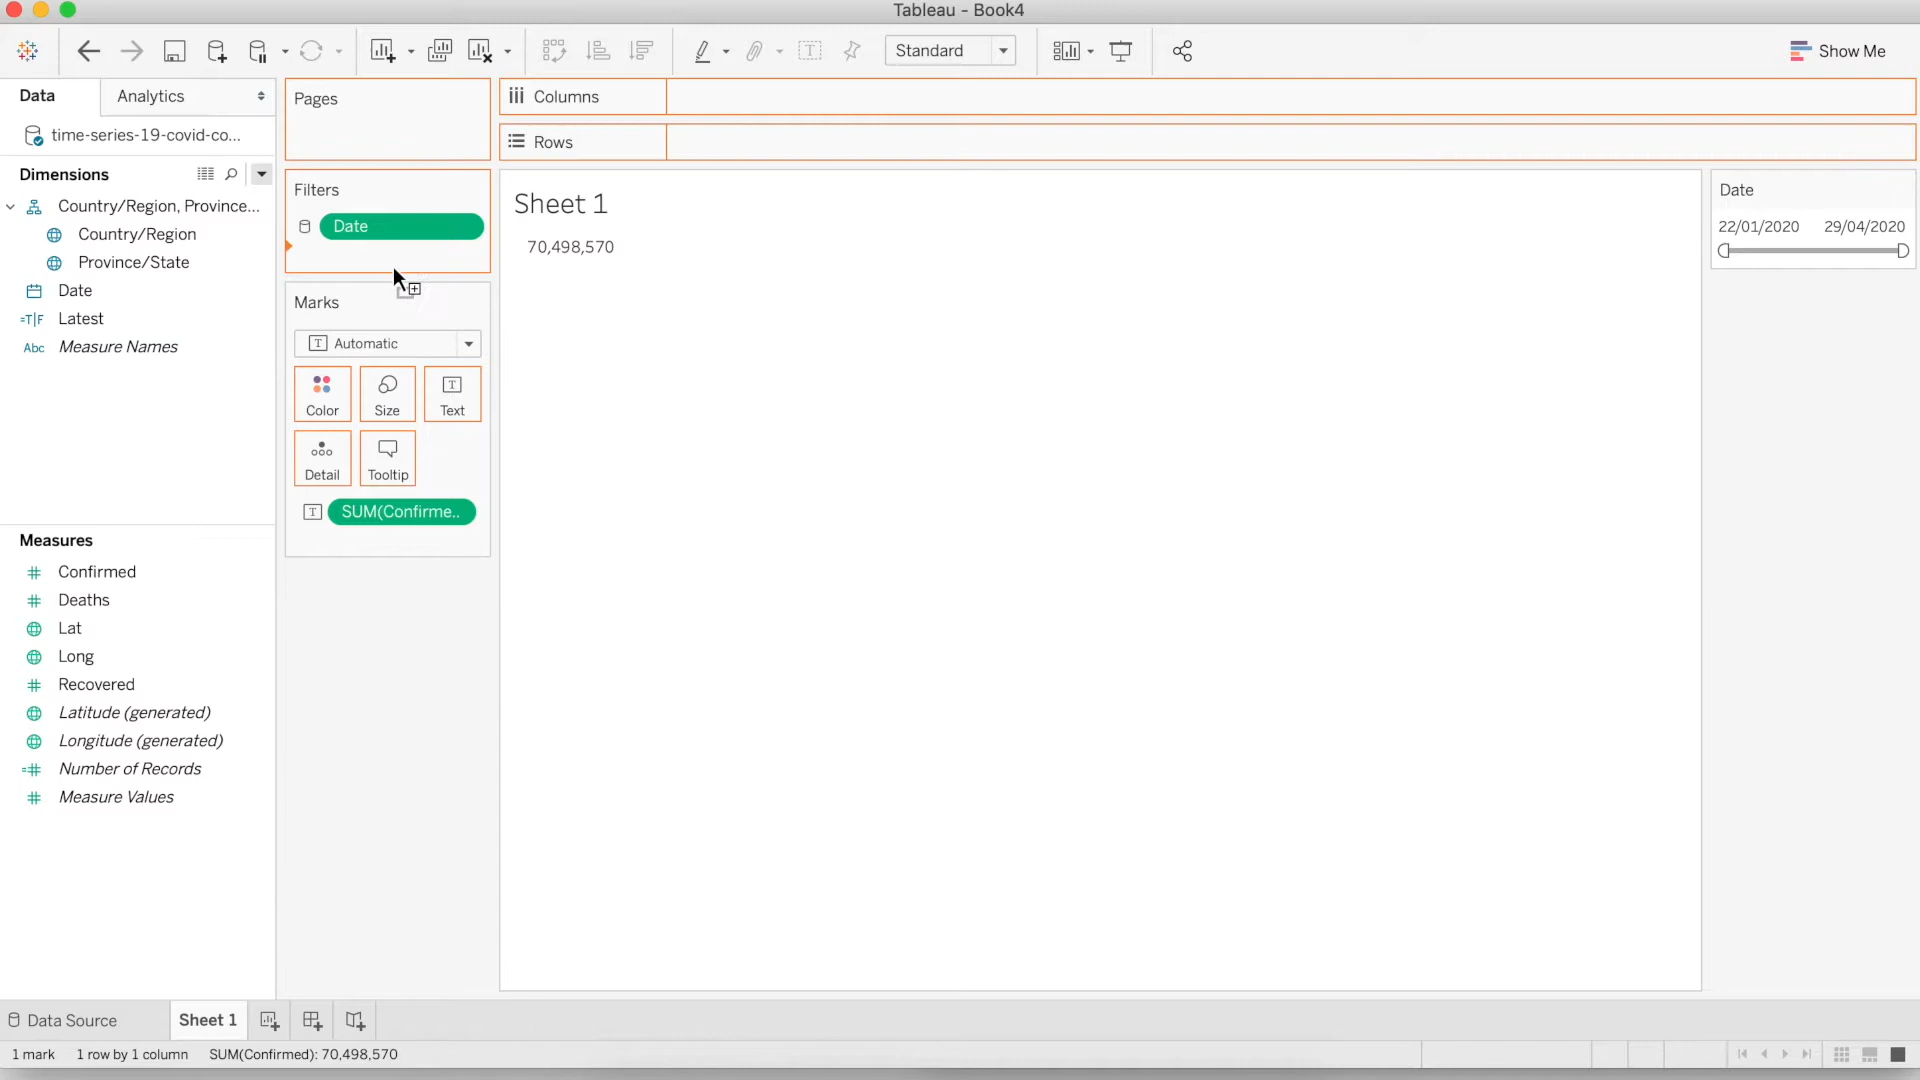 Tableau - Book4
Standard
Show Me
Data
Analytics
time-series-19-covid-co...
Dimensions
Country/Region, Province...
Country/Region
Province/State
Date
=T|F Latest
Abc Measure Names
Measures
Confirmed
Deaths
Lat
Long
Recovered
Latitude (generated)
Longitude (generated)
Number of Records
Measure Values
Pages
Filters
Date
Marks
T Automatic
Color
Size
T
Text
Detail
Tooltip
T SUM(Confirme..
Columns
Rows
Sheet 1
70,498,570
Date
22/01/2020 29/04/2020
Data Source
Sheet 1
1 mark 1 row by 1 column SUM(Confirmed): 70,498,570